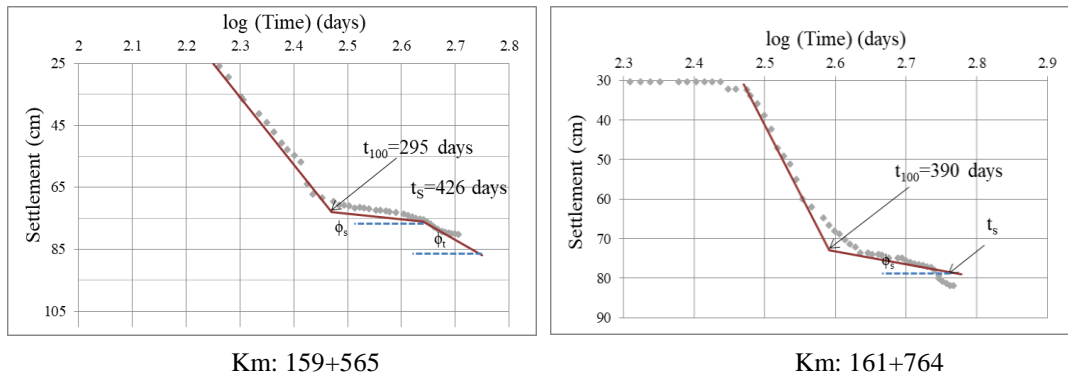 log (Time) (days)
2 2.1 2.2 2.3 2.4 2.5 2.6 2.7 2.8
25
45
65
85
105
Settlement (cm)
t100=295 days
tS=426 days
ϕs
ϕt
Km: 159+565
log (Time) (days)
2.3 2.4 2.5 2.6 2.7 2.8 2.9
30
40
50
60
70
80
90
Settlement (cm)
t100=390 days
ts
ϕs
Km: 161+764